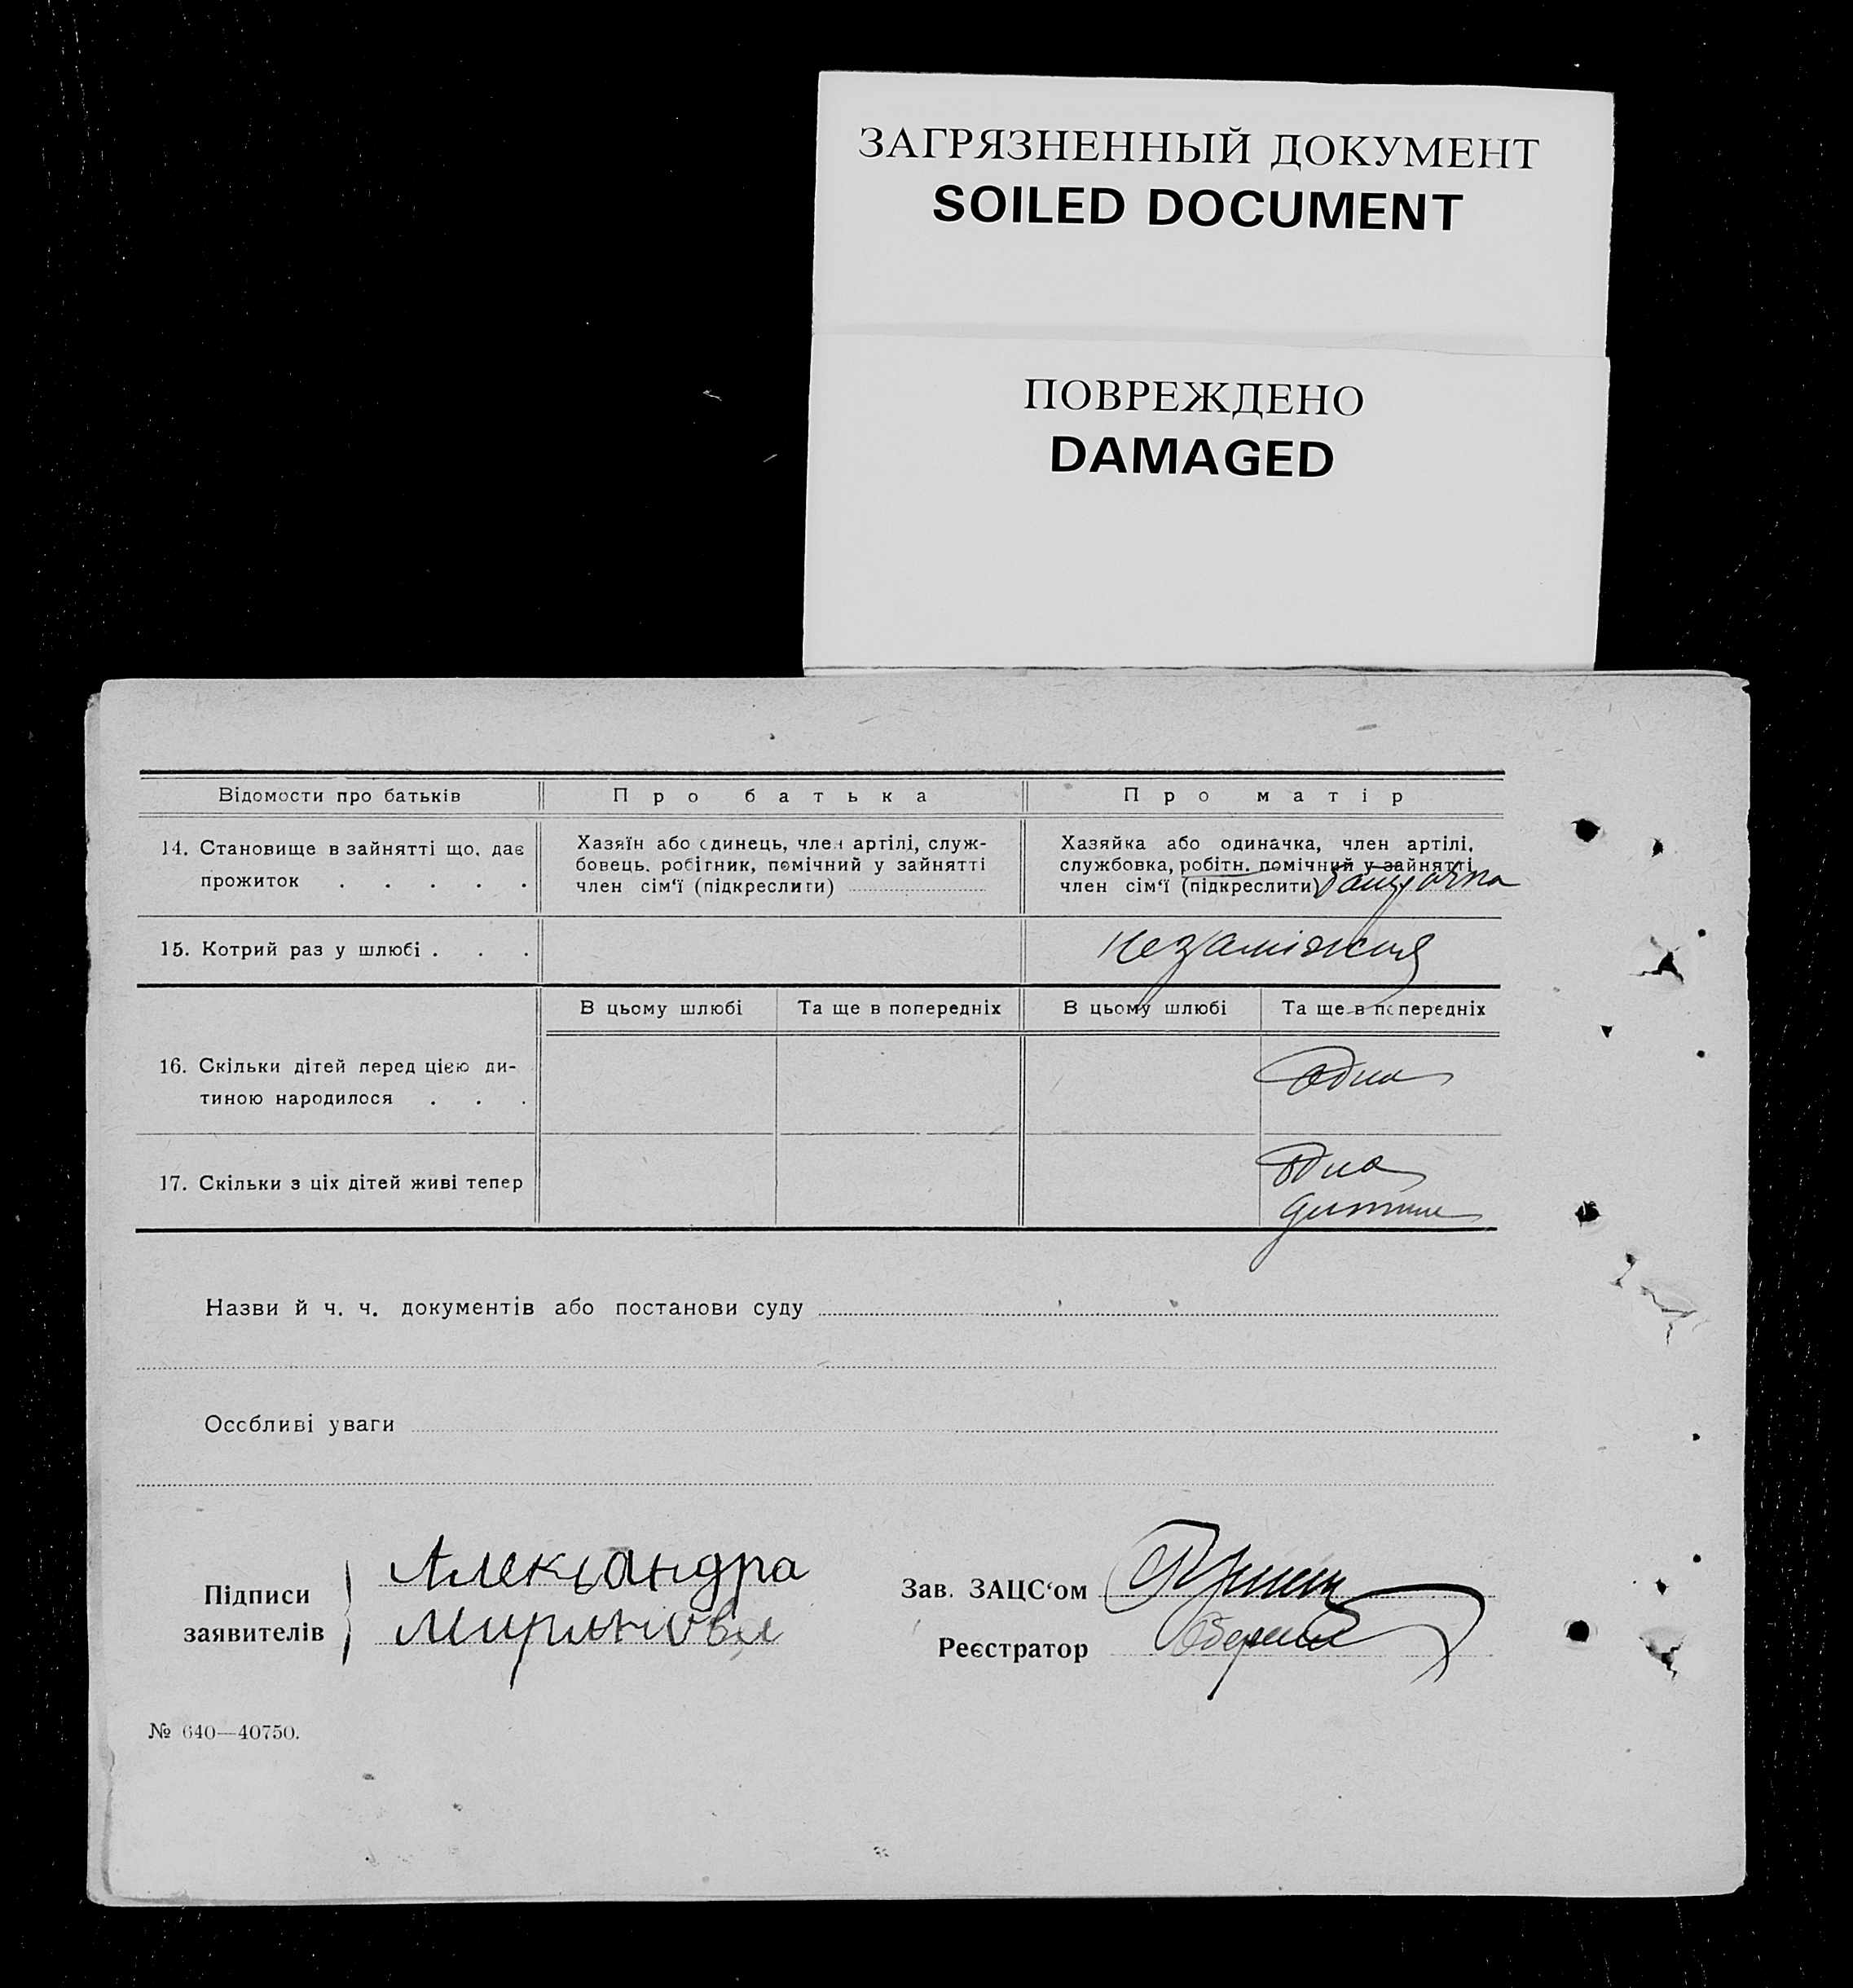 ЗАГРЯЗНЕННЫЙ ДОКУМЕНТ
SOILED DOCUMENT
ПОВРЕЖДЕНО
DAMAGED
Відомости про батьків
Про батька
Про матір
14. Становище в зайнятті що, дає
прожиток . . . . .
Хазяїн або єдинець, член артілі, служ-
бовець, робітник, помічний у зайнятті
член сім‘ї (підкреслити)
Хазяйка або одиначка, член артілі,
службовка, робітн. помічний у зайнятті
член сім‘ї (підкреслити)
15. Котрий раз у шлюбі . . .
незаміжня
В цьому шлюбі
Та ще в попередніх
В цьому шлюбі
Та ще в попередніх
16. Скільки дітей перед цією ди-
тиною народилося . . .
одна
17. Скільки з ціх дітей живі тепер
одна
дитина
Назви й ч. ч. документів або постанови суду
Особливі уваги
Підписи
заявителів
Александра
Зав. ЗАЦС‘ом
Реєстратор
№ 640—40750.